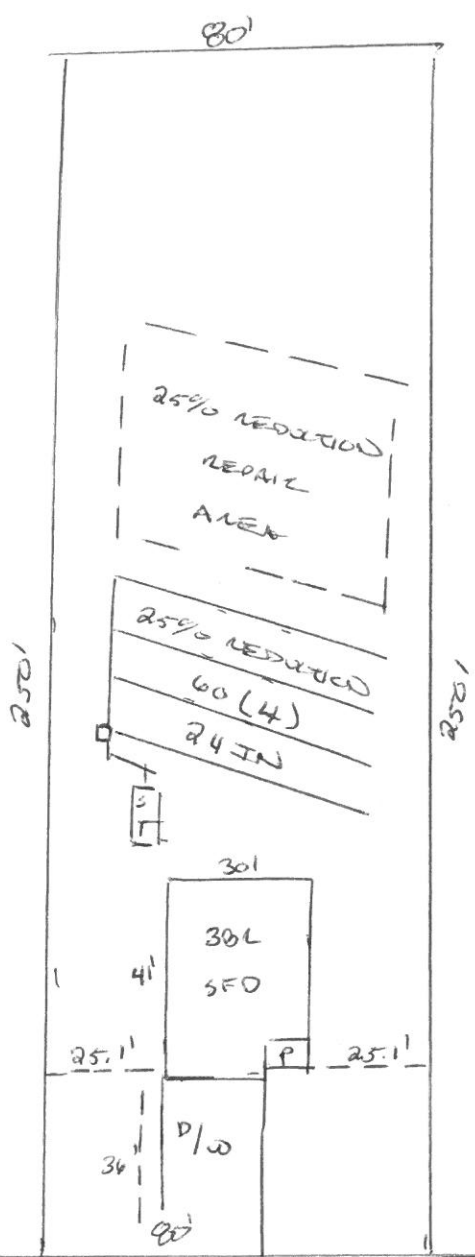 80'
25% REDUCTION
REPAIR
AREA
25% REDUCTION
60 (4)
24 IN
250'
250'
S
T
30'
3BR
SFD
41'
P
25.1'
25.1'
D/W
36'
80'